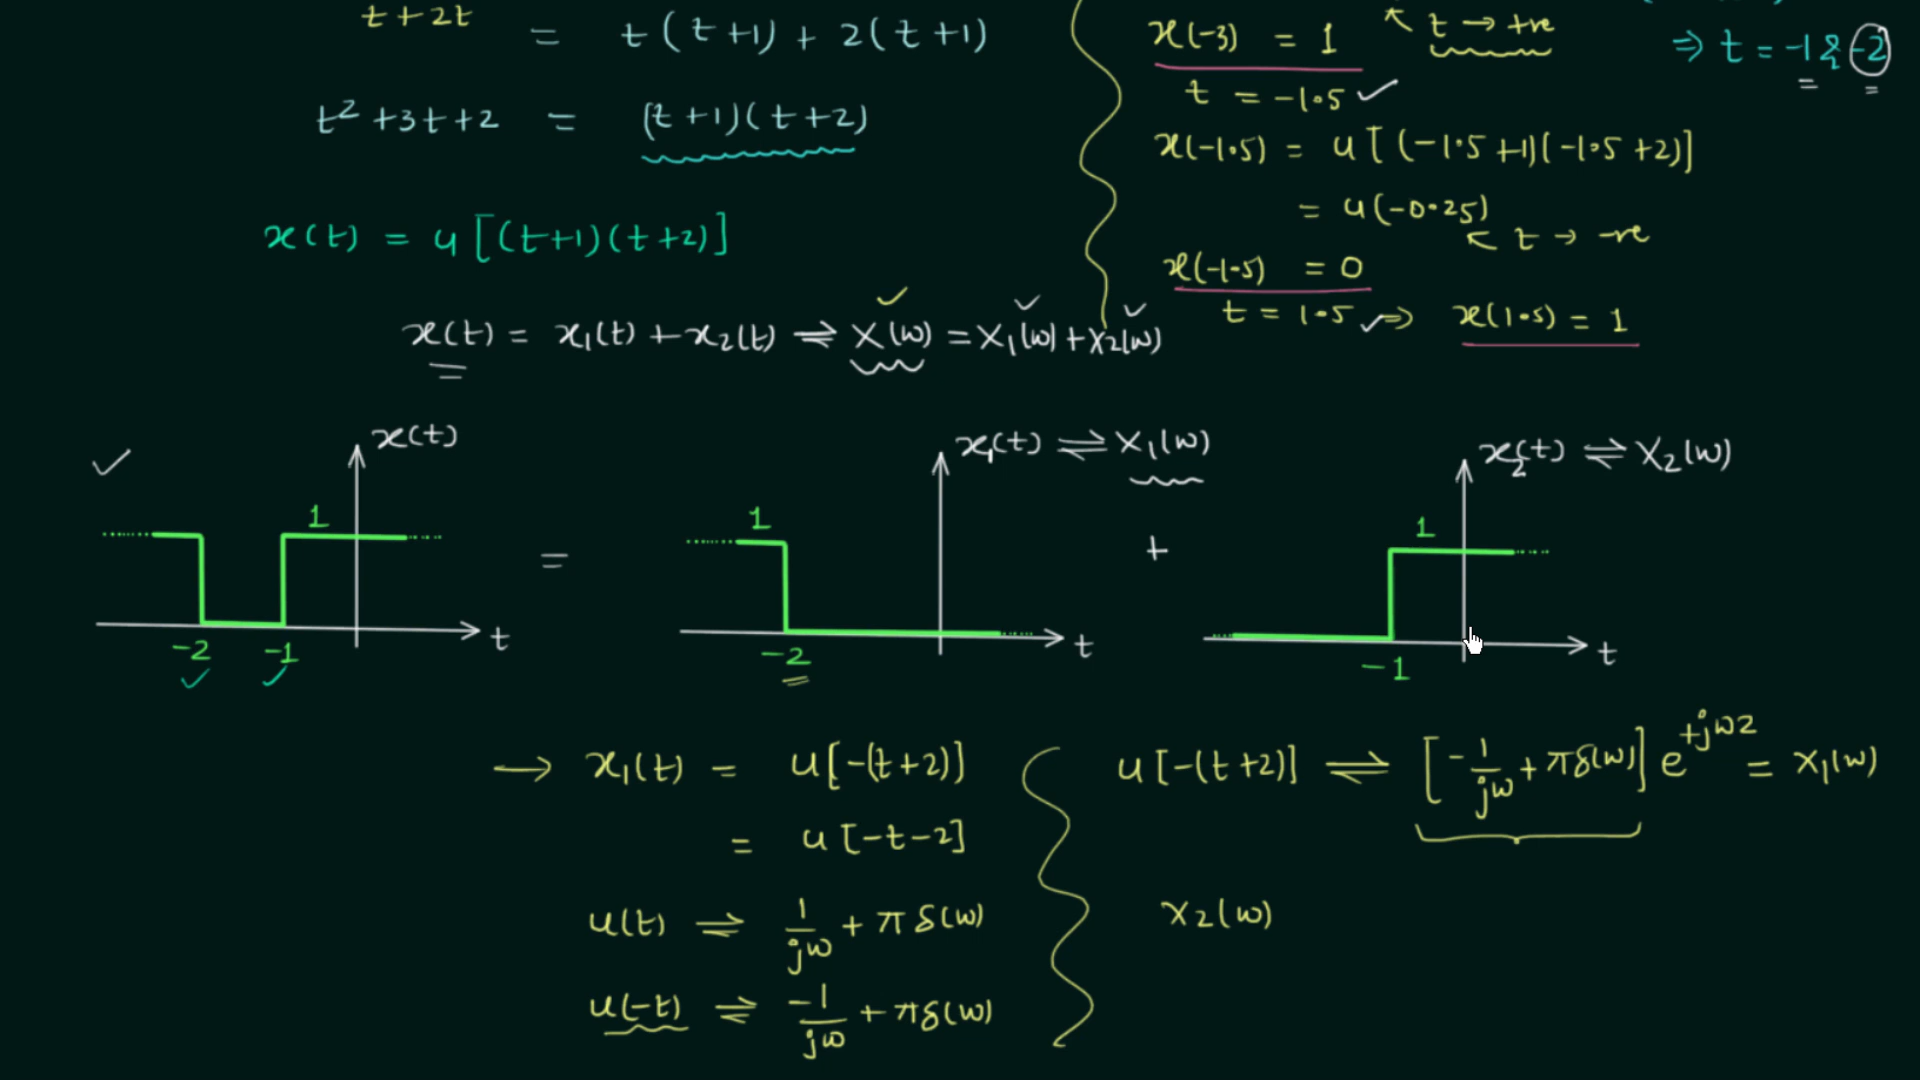 t+2t = t(t+1) + 2(t+1)
t² +3t+2 = (t+1)(t+2)
x(t) = u[(t+1)(t+2)]
x(-3) = 1 t → +ve
⇒ t = -1 & -2
t = -1.5 ✓
x(-1.5) = u[(-1.5+1)(-1.5+2)]
= u(-0.25)
t → -ve
x(-1.5) = 0
t = 1.5 ✓⇒ x(1.5) = 1
x(t) = x₁(t) + x₂(t) ⇌ X(ω) = X₁(ω) + X₂(ω)
x(t)
1
-2 -1 t
=
x₁(t) ⇌ X₁(ω)
1
-2 t
+
x₂(t) ⇌ X₂(ω)
1
-1 t
→ x₁(t) = u[-(t+2)]
= u[-t-2]
u(t) ⇌ 1/jω + πδ(ω)
u(-t) ⇌ -1/jω + πδ(ω)
u[-(t+2)] ⇌ [-1/jω + πδ(ω)] e^{+jω2} = X₁(ω)
X₂(ω)